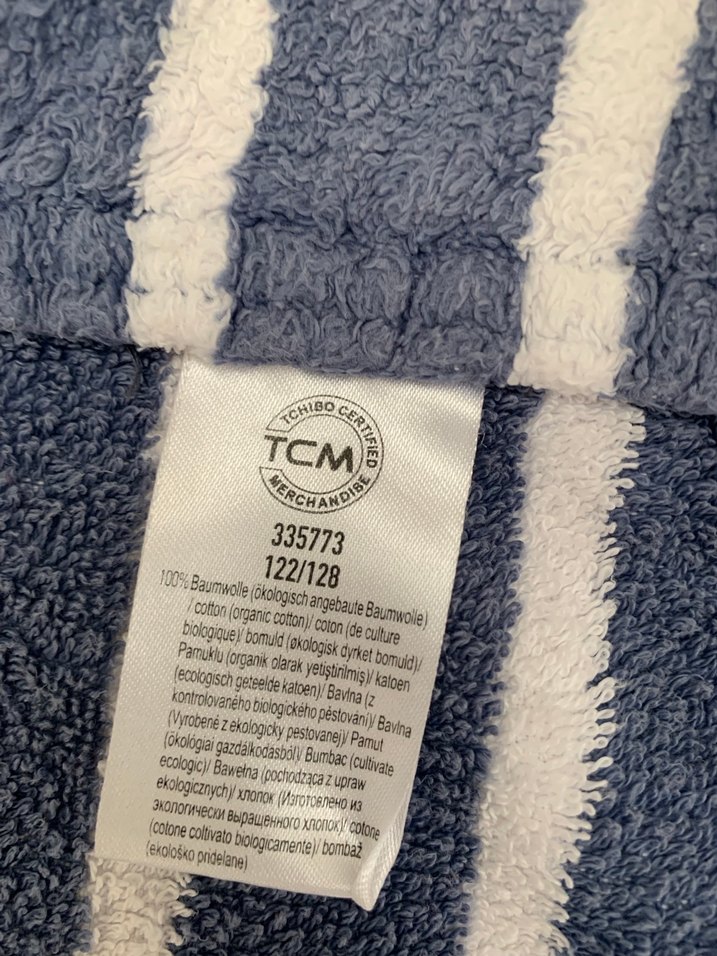 TCHIBO CERTIFIED
TCM
MERCHANDISE
335773
122/128
100% Baumwolle (ökologisch angebaute Baumwolle)
/ cotton (organic cotton)/ coton (de culture
biologique)/ bomuld (økologisk dyrket bomuld)/
Pamuklu (organik olarak yetiştirilmiş)/ katoen
(ecologisch geteelde katoen)/ Bavlna (z
kontrolovaného biologického pěstování)/ Bavlna
(Vyrobené z ekologicky pestovanej)/ Pamut
(ökológiai gazdálkodásból)/ Bumbac (cultivate
ecologic)/ Bawełna (pochodząca z upraw
ekologicznych)/ хлопок (Изготовлено из
экологически выращенного хлопок)/ cotone
(cotone coltivato biologicamente)/ bombaž
(ekološko pridelane)